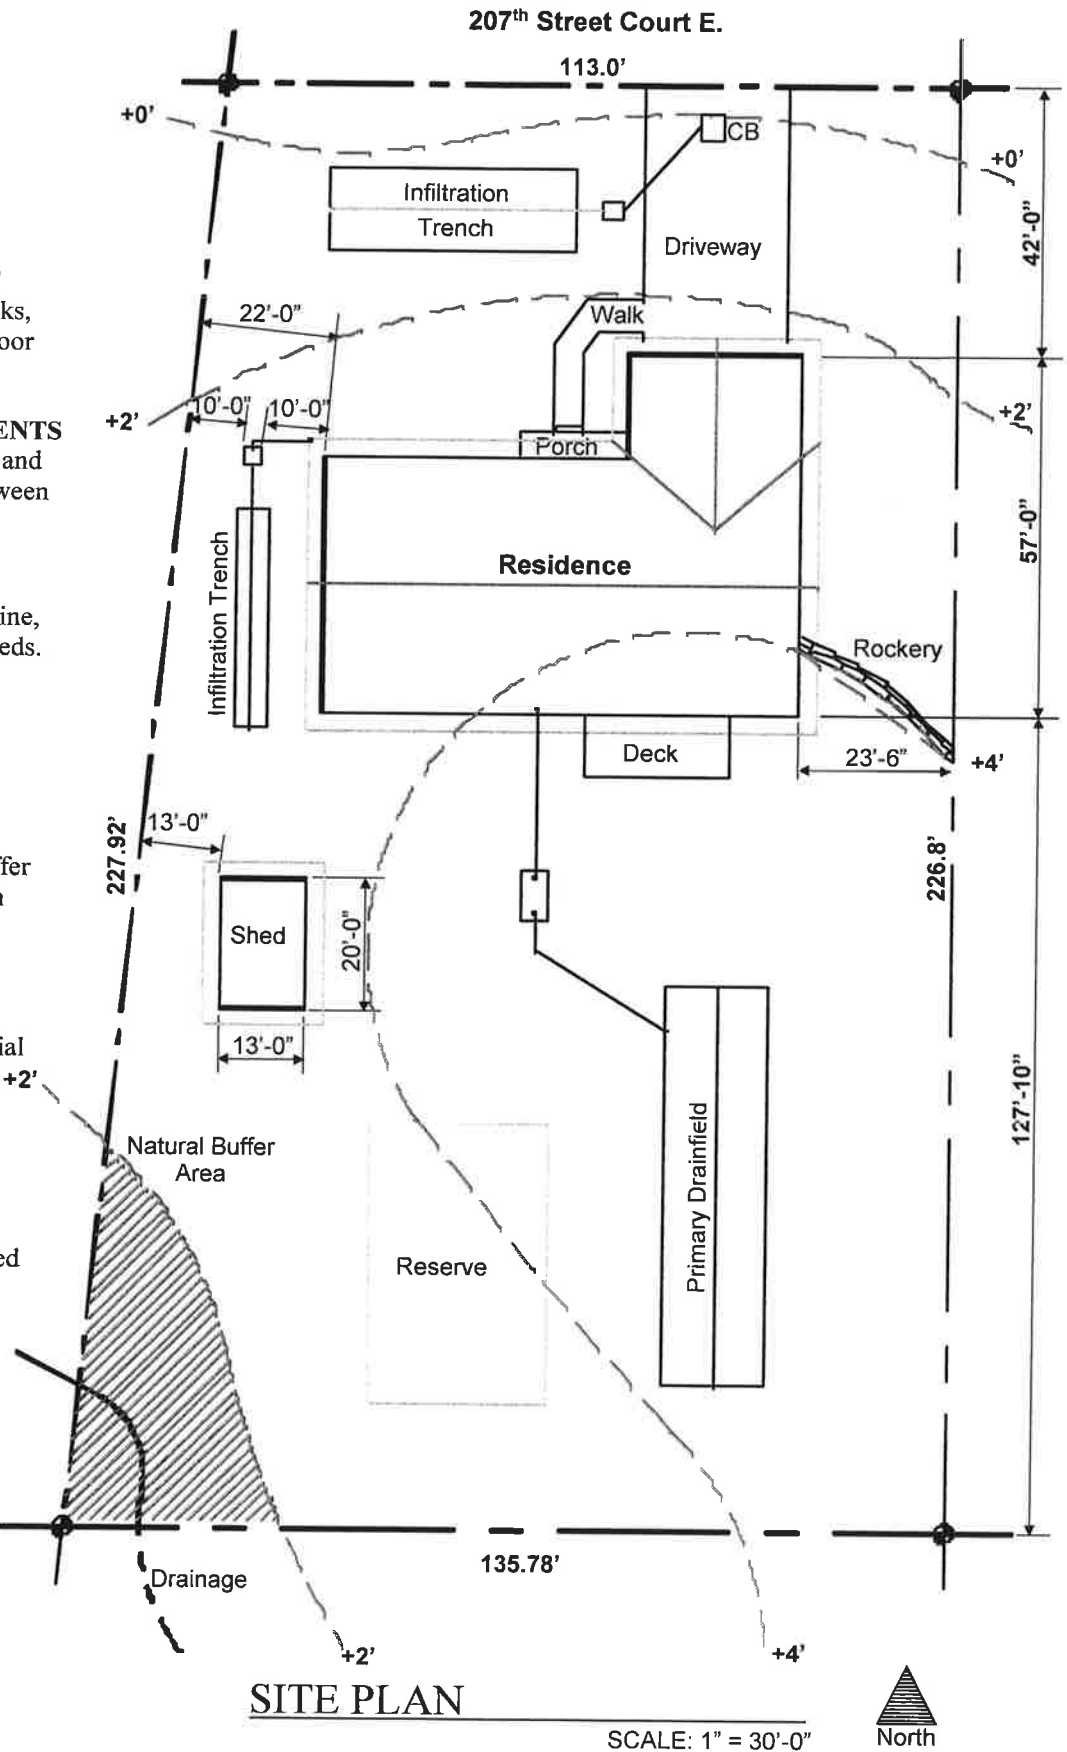 207th Street Court E.
113.0'
+0'
CB
+0'
Infiltration
Trench
Driveway
42'-0"
ks,
oor
22'-0"
Walk
+2'
10'-0"
10'-0"
+2'
ENTS
and
ween
Porch
57'-0"
Residence
Infiltration Trench
ine,
eds.
Rockery
Deck
23'-6"
+4'
13'-0"
227.92'
226.8'
ffer
Shed
20'-0"
13'-0"
ial
+2'
127'-10"
Natural Buffer
Area
Primary Drainfield
Reserve
ed
135.78'
Drainage
+2'
+4'
SITE PLAN
SCALE: 1" = 30'-0"
North